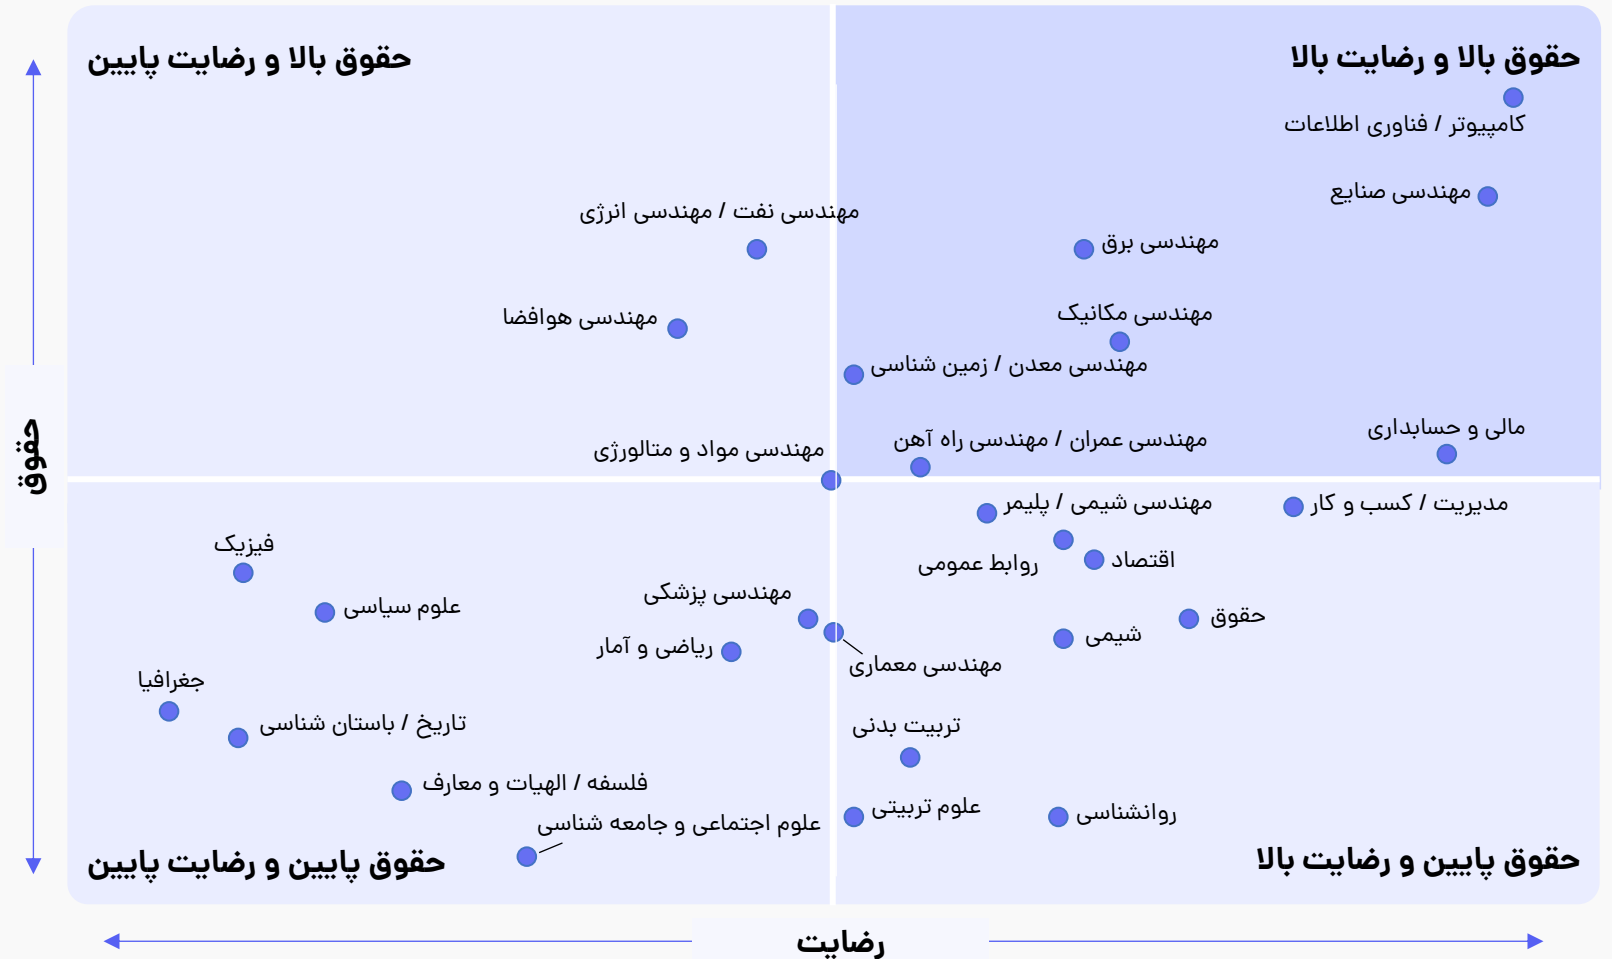 حقوق بالا و رضایت بالا
حقوق بالا و رضایت پایین
کامپیوتر / فناوری اطلاعات
مهندسی صنایع
مهندسی نفت / مهندسی انرژی
مهندسی برق
مهندسی مکانیک
مهندسی هوافضا
مهندسی معدن / زمین شناسی
مالی و حسابداری
مهندسی عمران / مهندسی راه آهن
مهندسی مواد و متالورژی
حقوق
مدیریت / کسب و کار
مهندسی شیمی / پلیمر
روابط عمومی
اقتصاد
فیزیک
مهندسی پزشکی
علوم سیاسی
حقوق
شیمی
ریاضی و آمار
مهندسی معماری
جغرافیا
تاریخ / باستان شناسی
تربیت بدنی
فلسفه / الهیات و معارف
علوم تربیتی
روانشناسی
علوم اجتماعی و جامعه شناسی
حقوق پایین و رضایت بالا
حقوق پایین و رضایت پایین
رضایت